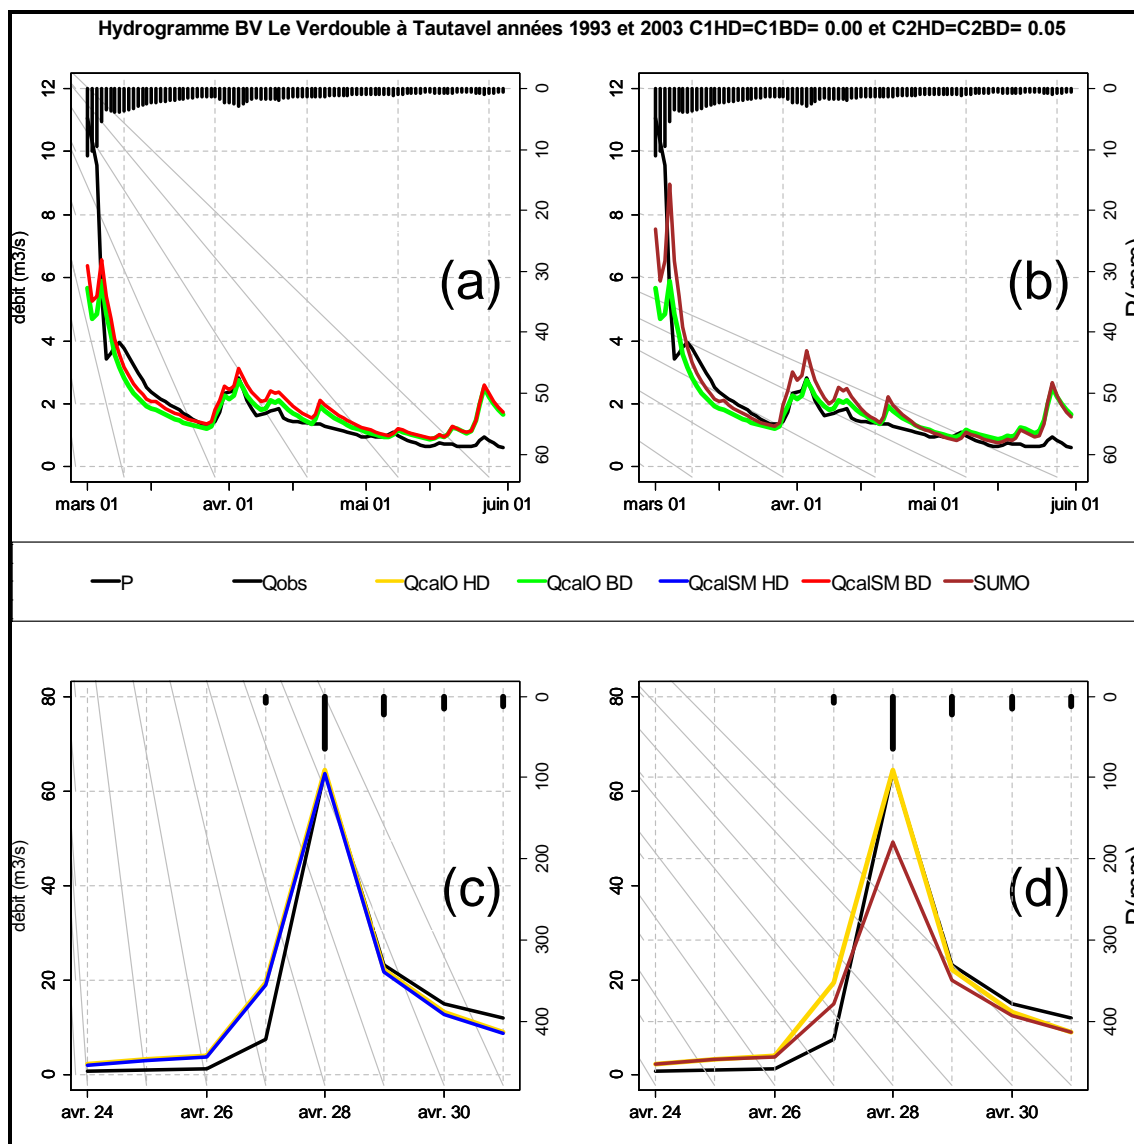 Hydrogramme BV Le Verdouble à Tautavel années 1993 et 2003 C1HD=C1BD= 0.00 et C2HD=C2BD= 0.05
débit (m3/s)
12
10
8
6
4
2
0
0
10
20
30
40
50
60
(a)
mars 01
avr. 01
mai 01
juin 01
12
10
8
6
4
2
0
0
10
20
30
40
50
60
P(mm)
(b)
mars 01
avr. 01
mai 01
juin 01
P
Qobs
QcalO HD
QcalO BD
QcalSM HD
QcalSM BD
SUMO
débit (m3/s)
80
60
40
20
0
0
100
200
300
400
(c)
avr. 24
avr. 26
avr. 28
avr. 30
80
60
40
20
0
0
100
200
300
400
P(mm)
(d)
avr. 24
avr. 26
avr. 28
avr. 30